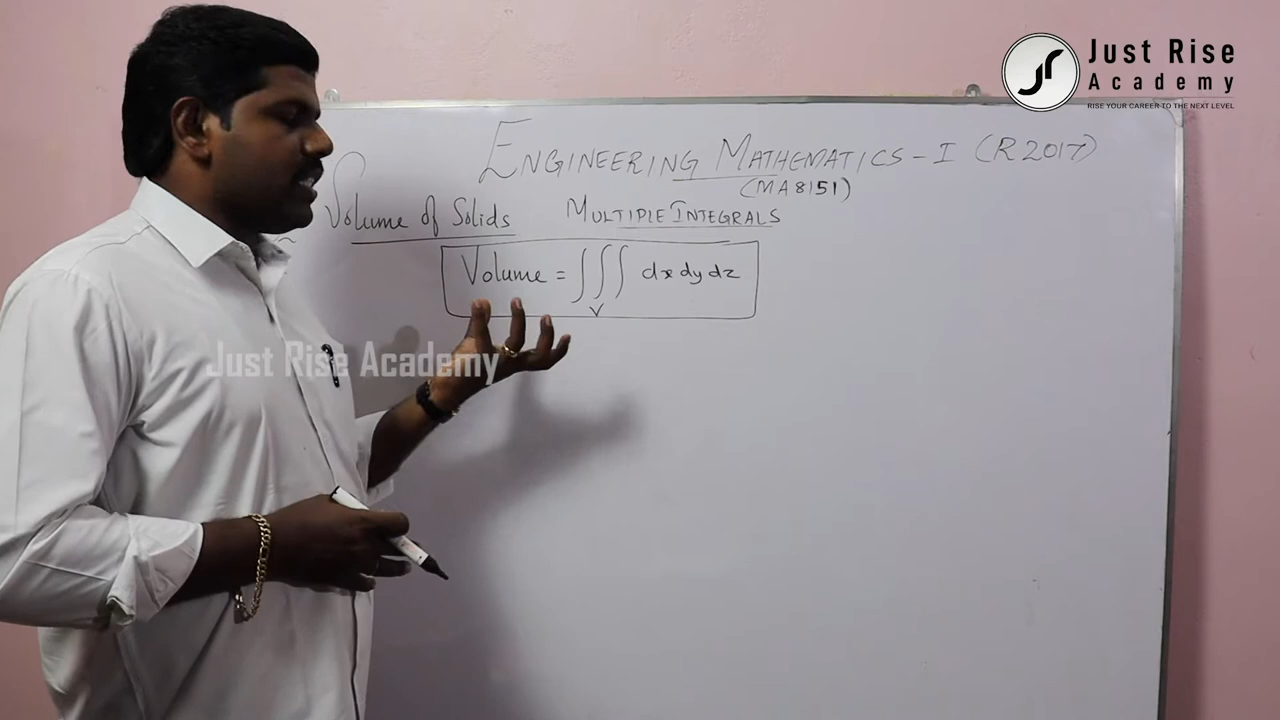 Just Rise
Academy
RISE YOUR CAREER TO THE NEXT LEVEL
ENGINEERING MATHEMATICS - I (R2017)
(MA8151)
Volume of Solids MULTIPLE INTEGRALS
Volume = ∫∫∫ dx dy dz
V
Just Rise Academy